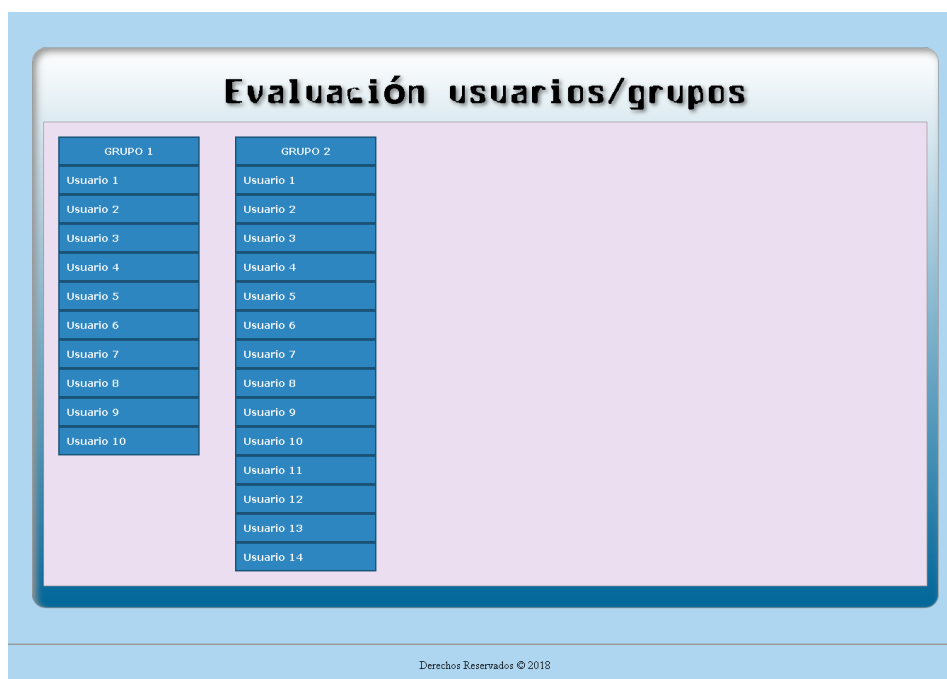 Evaluación usuarios/grupos
GRUPO 1
Usuario 1
Usuario 2
Usuario 3
Usuario 4
Usuario 5
Usuario 6
Usuario 7
Usuario 8
Usuario 9
Usuario 10
GRUPO 2
Usuario 1
Usuario 2
Usuario 3
Usuario 4
Usuario 5
Usuario 6
Usuario 7
Usuario 8
Usuario 9
Usuario 10
Usuario 11
Usuario 12
Usuario 13
Usuario 14
Derechos Reservados © 2018